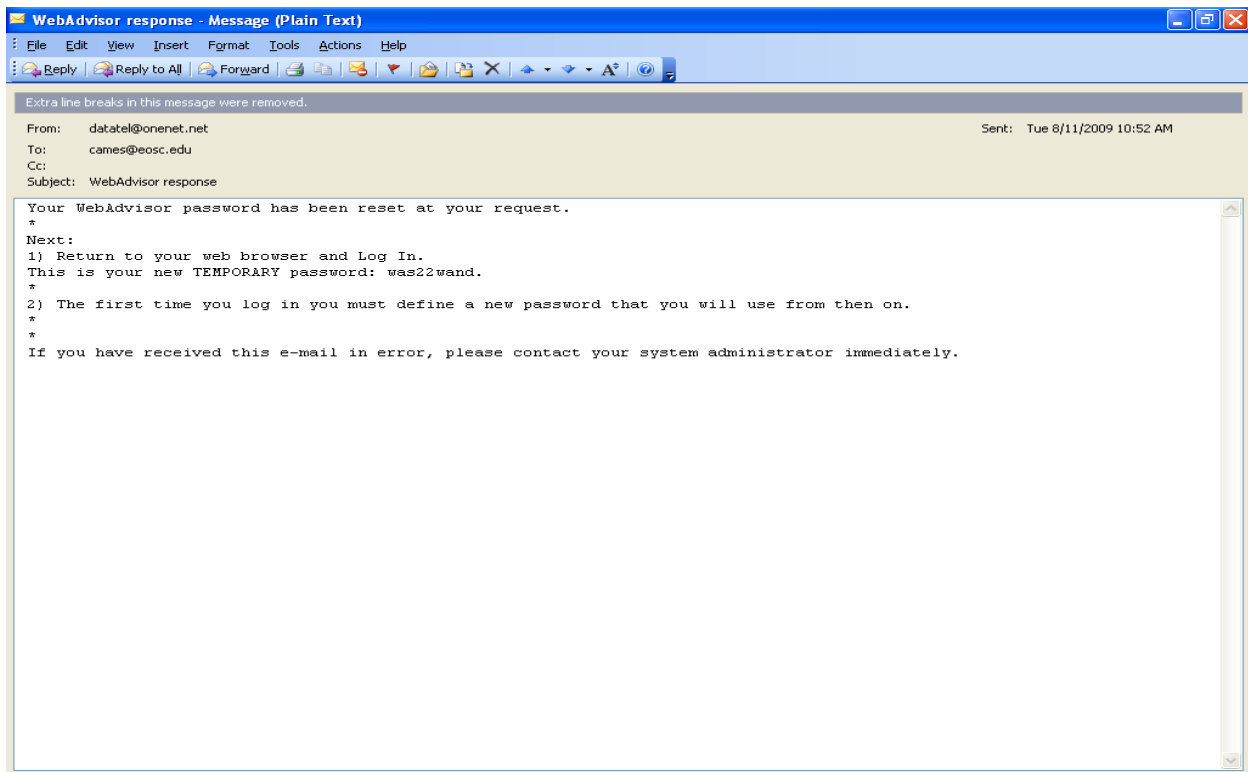 WebAdvisor response - Message (Plain Text)
File Edit View Insert Format Tools Actions Help
Reply Reply to All Forward A
Extra line breaks in this message were removed.
From: datatel@onenet.net Sent: Tue 8/11/2009 10:52 AM
To: cames@eosc.edu
Cc:
Subject: WebAdvisor response
Your WebAdvisor password has been reset at your request.
*
Next:
1) Return to your web browser and Log In.
This is your new TEMPORARY password: was22wand.
*
2) The first time you log in you must define a new password that you will use from then on.
*
*
If you have received this e-mail in error, please contact your system administrator immediately.